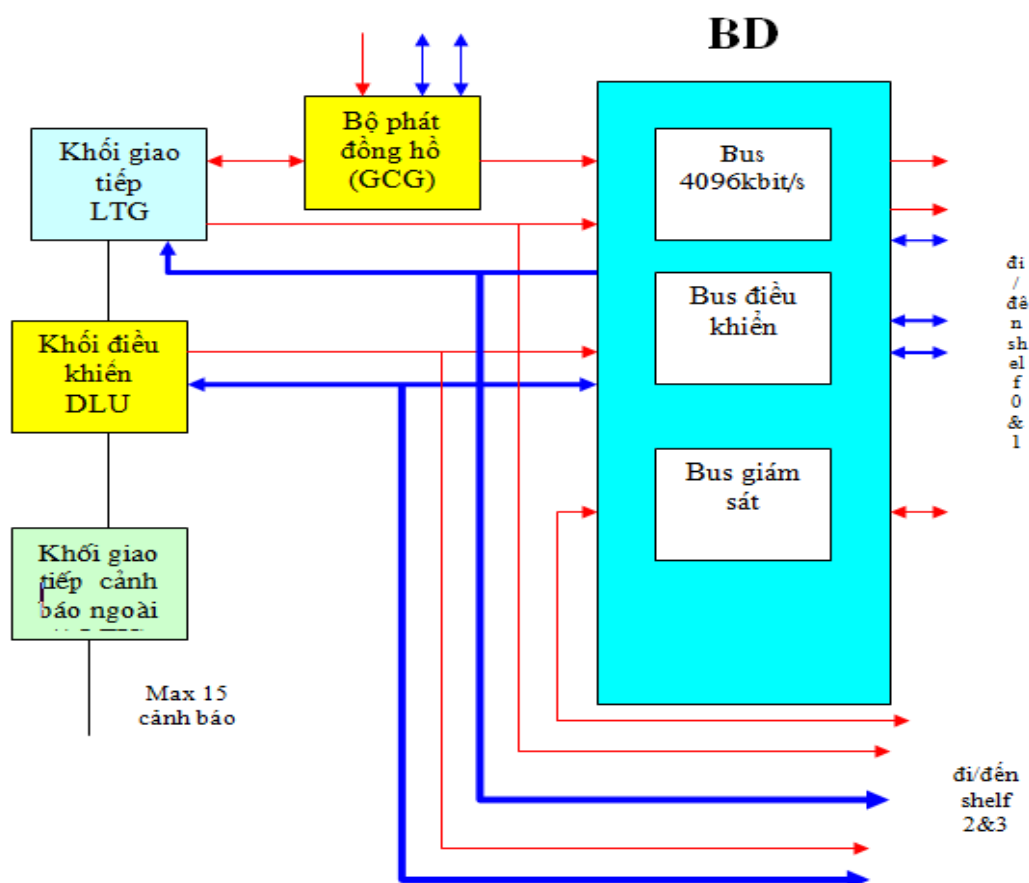 BD
Bộ phát
đồng hồ
(GCG)
Khối giao
tiếp
LTG
Bus
4096kbit/s
Bus điều
khiển
Khối điều
khiển
DLU
Bus giám
sát
Khối giao
tiếp cảnh
báo ngoài
Max 15
cảnh báo
đi
/
đế
n
sh
el
f
0
&
1
đi/đến
shelf
2&3